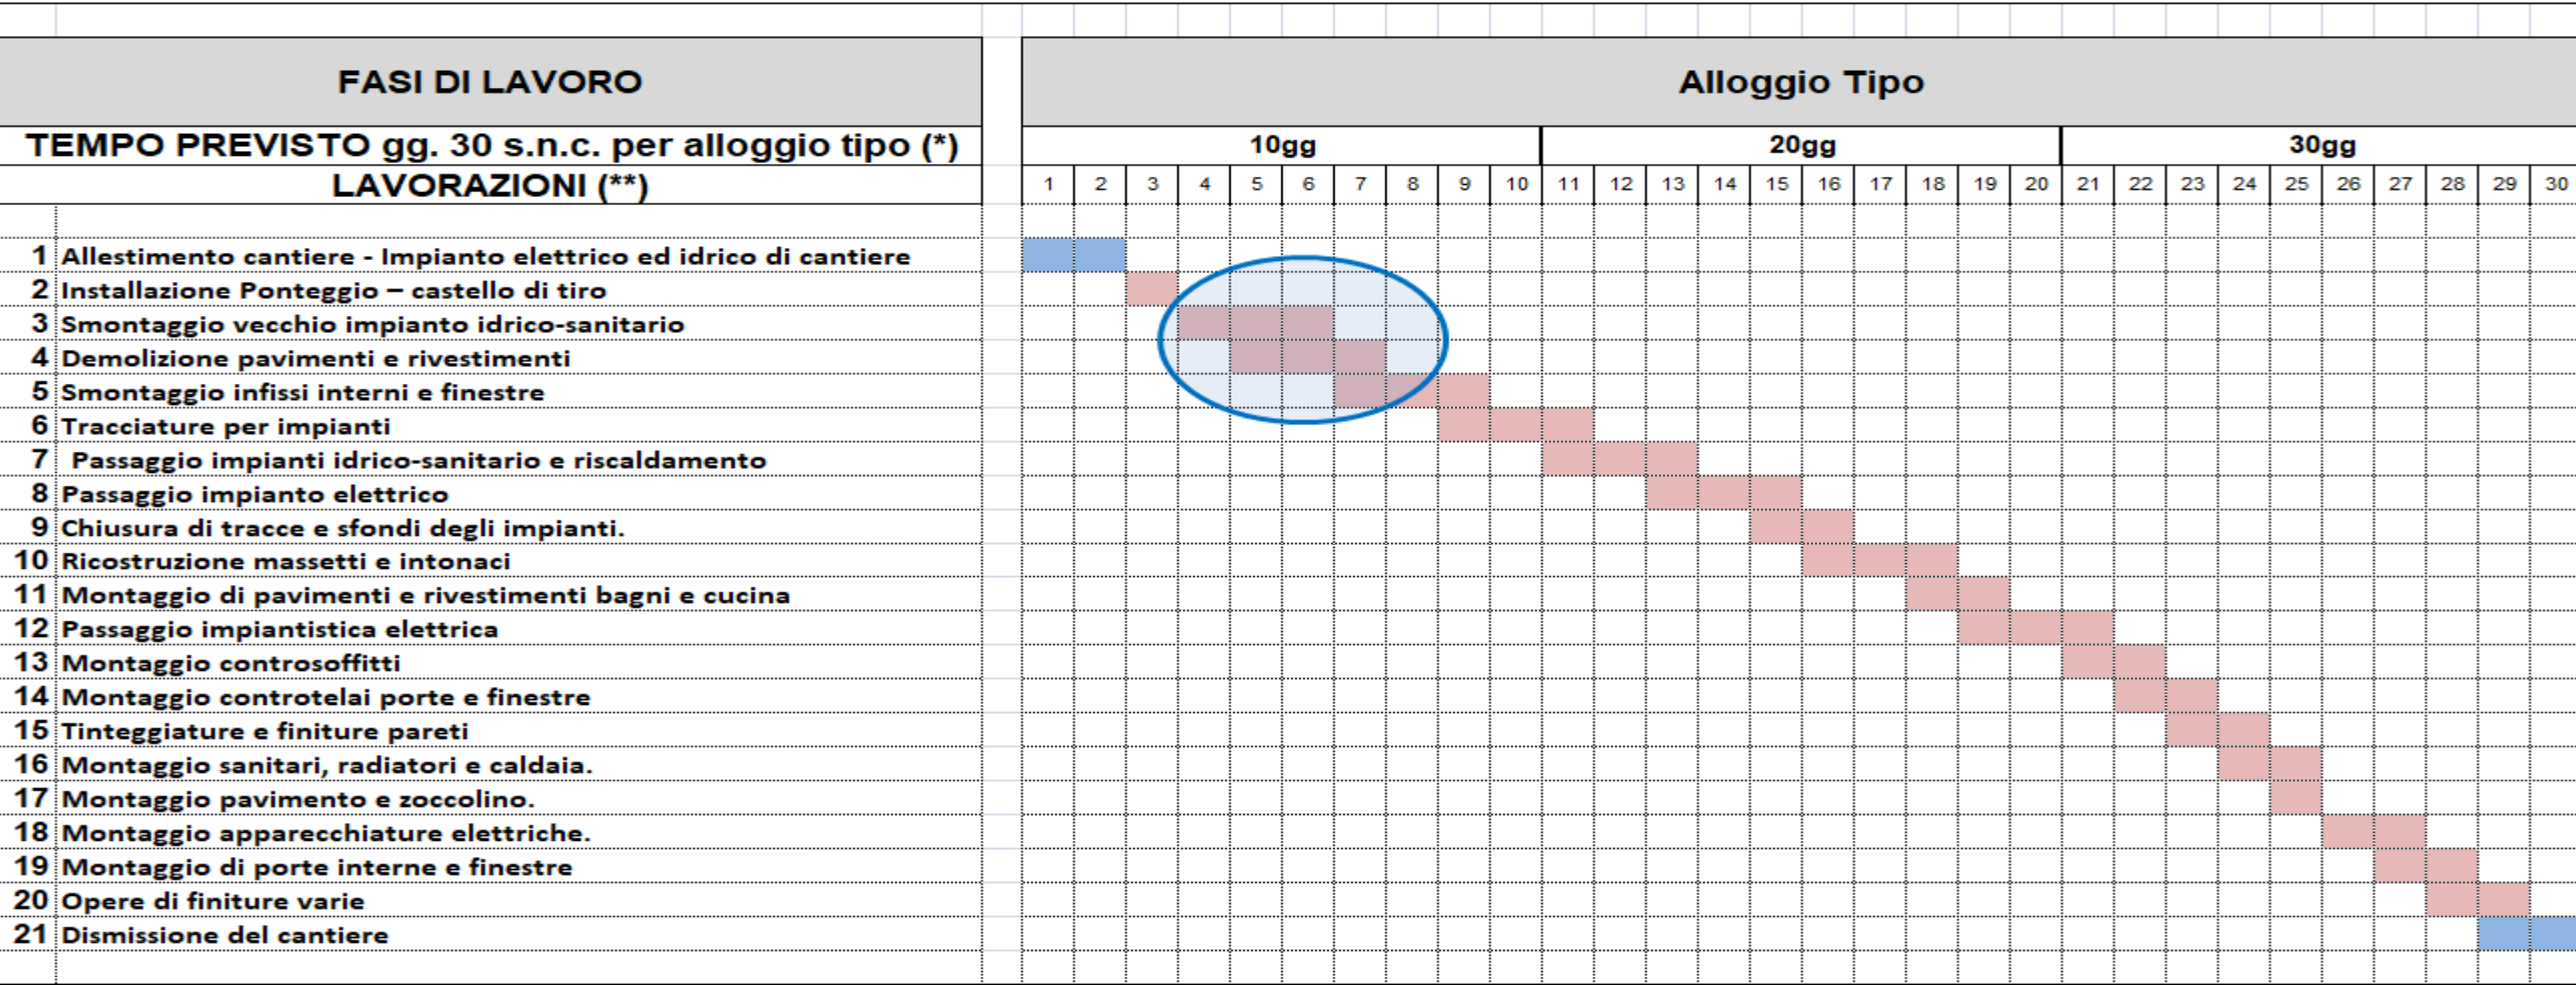 FASI DI LAVORO
Alloggio Tipo
TEMPO PREVISTO gg. 30 s.n.c. per alloggio tipo (*)
10gg 20gg 30gg
LAVORAZIONI (**)
1 2 3 4 5 6 7 8 9 10 11 12 13 14 15 16 17 18 19 20 21 22 23 24 25 26 27 28 29 30
1 Allestimento cantiere - Impianto elettrico ed idrico di cantiere
2 Installazione Ponteggio – castello di tiro
3 Smontaggio vecchio impianto idrico-sanitario
4 Demolizione pavimenti e rivestimenti
5 Smontaggio infissi interni e finestre
6 Tracciature per impianti
7 Passaggio impianti idrico-sanitario e riscaldamento
8 Passaggio impianto elettrico
9 Chiusura di tracce e sfondi degli impianti.
10 Ricostruzione massetti e intonaci
11 Montaggio di pavimenti e rivestimenti bagni e cucina
12 Passaggio impiantistica elettrica
13 Montaggio controsoffitti
14 Montaggio controtelai porte e finestre
15 Tinteggiature e finiture pareti
16 Montaggio sanitari, radiatori e caldaia.
17 Montaggio pavimento e zoccolino.
18 Montaggio apparecchiature elettriche.
19 Montaggio di porte interne e finestre
20 Opere di finiture varie
21 Dismissione del cantiere